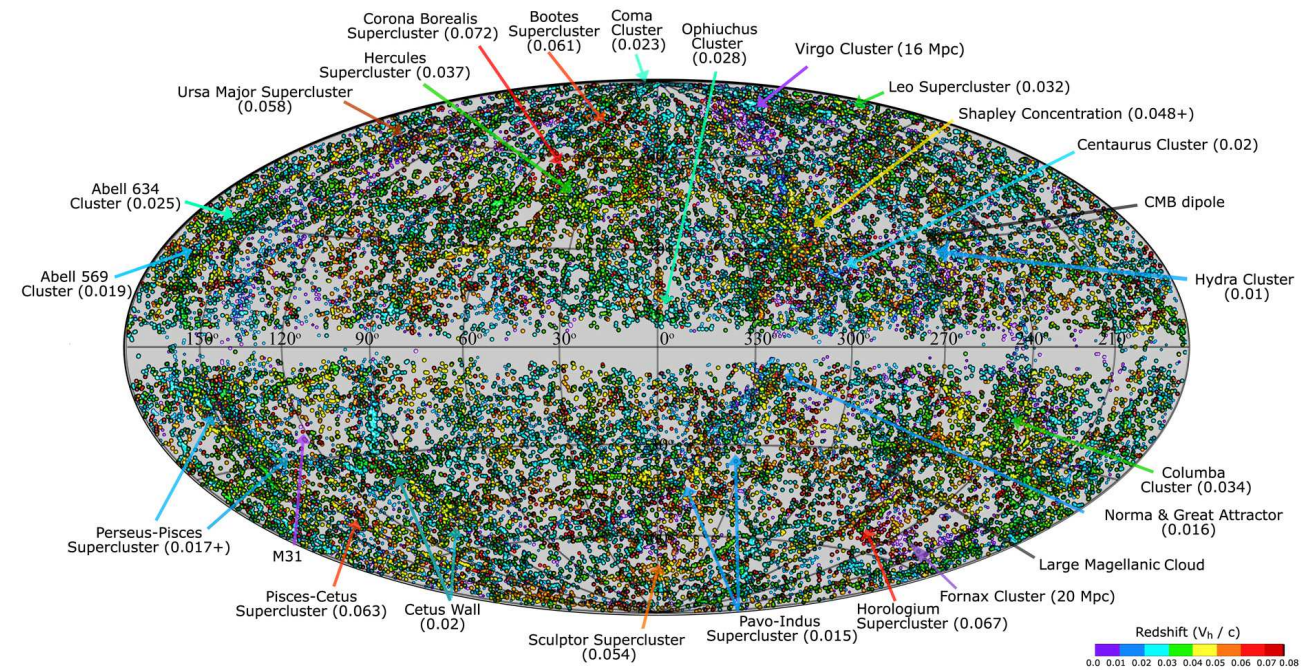 Corona Borealis
Supercluster (0.072)
Bootes
Supercluster
(0.061)
Coma
Cluster
(0.023)
Ophiuchus
Cluster
(0.028)
Virgo Cluster (16 Mpc)
Hercules
Supercluster (0.037)
Leo Supercluster (0.032)
Ursa Major Supercluster
(0.058)
Shapley Concentration (0.048+)
Centaurus Cluster (0.02)
Abell 634
Cluster (0.025)
CMB dipole
Abell 569
Cluster (0.019)
Hydra Cluster
(0.01)
150 120 90 60 30 0 330 300 270 240 210
Columba
Cluster (0.034)
Norma & Great Attractor
(0.016)
Perseus-Pisces
Supercluster (0.017+)
M31
Large Magellanic Cloud
Pisces-Cetus
Supercluster (0.063)
Cetus Wall
(0.02)
Sculptor Supercluster
(0.054)
Pavo-Indus
Supercluster (0.015)
Horologium
Supercluster (0.067)
Fornax Cluster (20 Mpc)
Redshift (Vh / c)
0.0 0.01 0.02 0.03 0.04 0.05 0.06 0.07 0.08